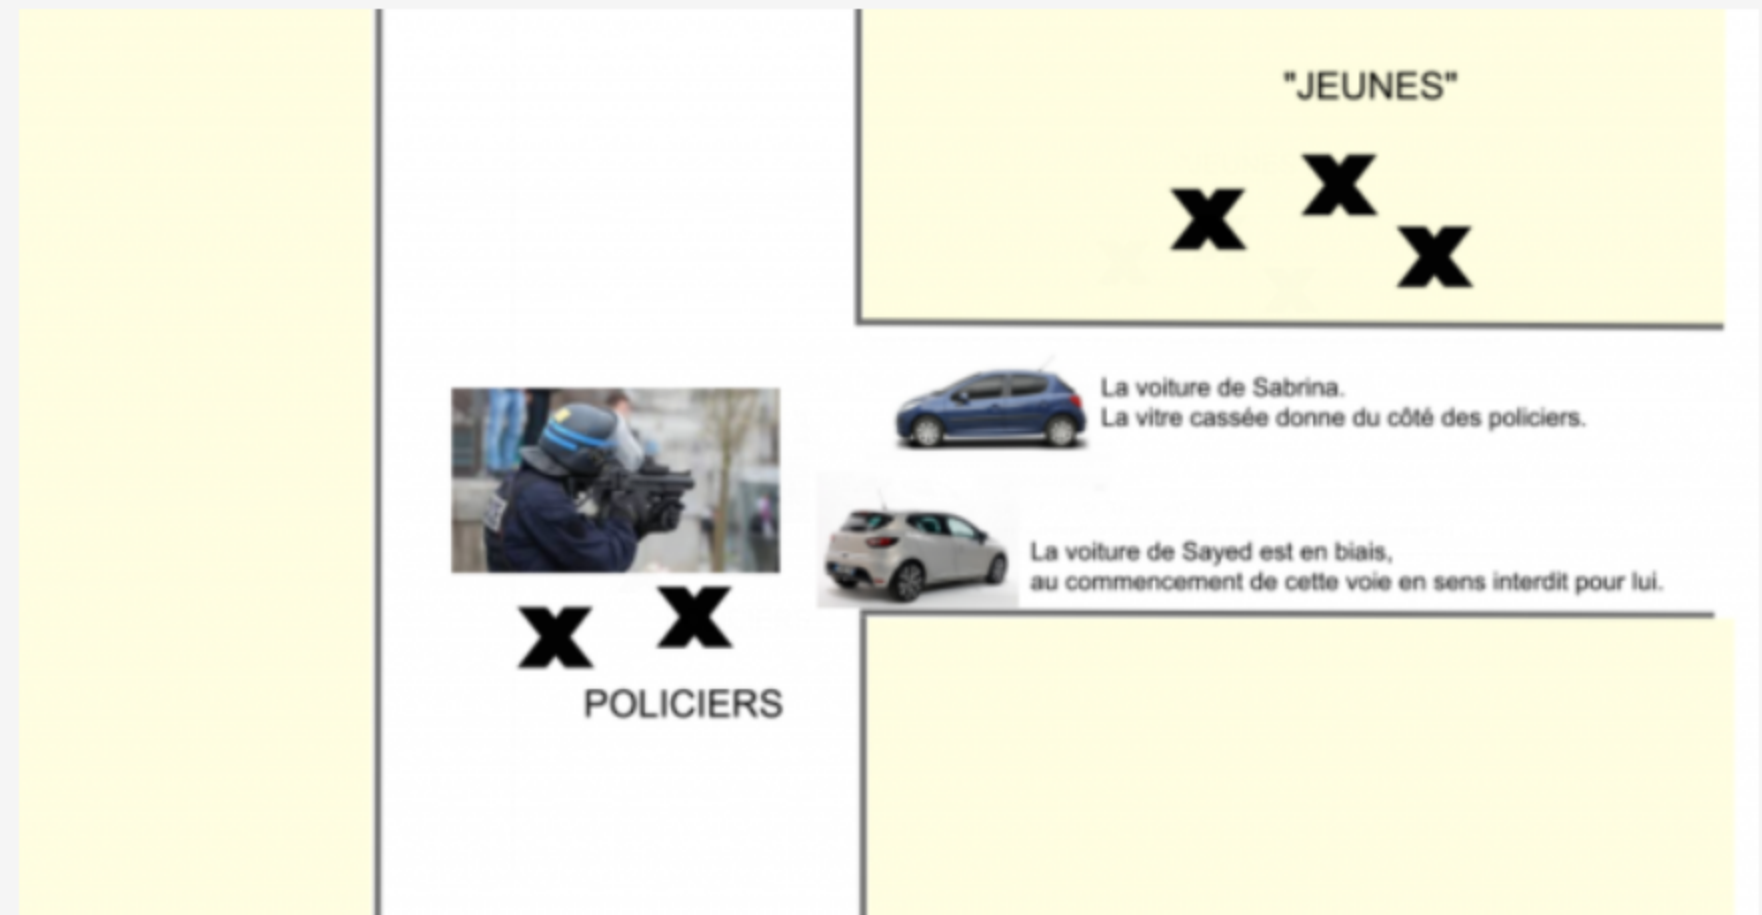 "JEUNES"
La voiture de Sabrina.
La vitre cassée donne du côté des policiers.
La voiture de Sayed est en biais,
au commencement de cette voie en sens interdit pour lui.
POLICIERS